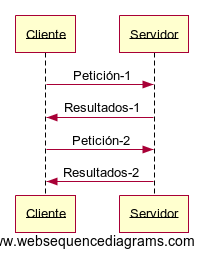 Cliente
Servidor
Petición-1
Resultados-1
Petición-2
Resultados-2
Cliente
Servidor
www.websequencediagrams.com